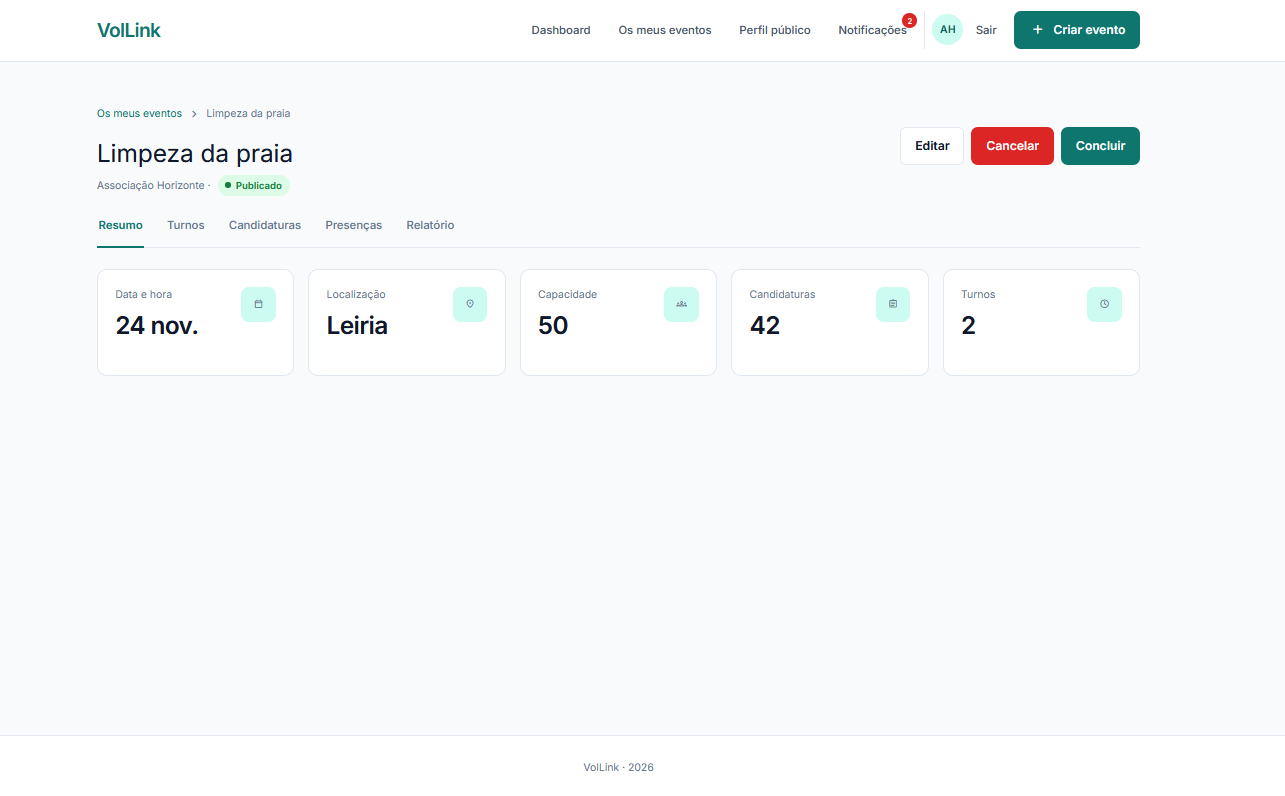 VolLink
Dashboard
Os meus eventos
Perfil público
Notificações
2
AH
Sair
+ Criar evento
Os meus eventos > Limpeza da praia
Limpeza da praia
Associação Horizonte ·
Publicado
Editar
Cancelar
Concluir
Resumo
Turnos
Candidaturas
Presenças
Relatório
Data e hora
24 nov.
Localização
Leiria
Capacidade
50
Candidaturas
42
Turnos
2
VolLink · 2026